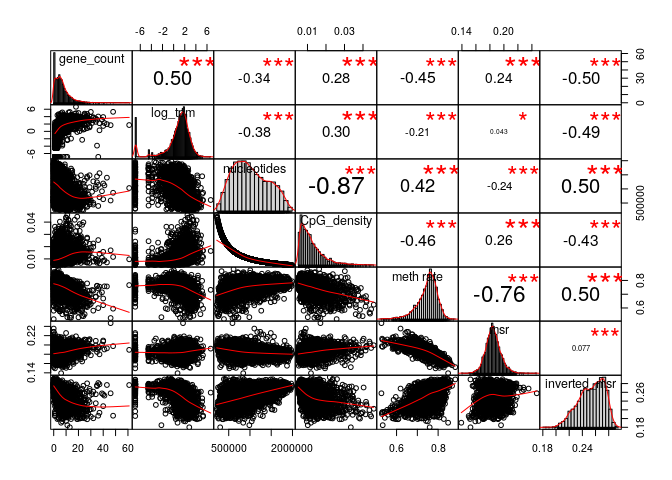 -6 -2 2 6 0.01 0.03 0.14 0.20
gene_count *** *** *** *** *** ***
0.50 -0.34 0.28 -0.45 0.24 -0.50
0 20 40 60
log_tpm *** *** *** * ***
-0.38 0.30 -0.21 0.043 -0.49
-6 0 6
nucleotides *** *** *** ***
-0.87 0.42 -0.24 0.50
500000
CpG_density *** *** ***
-0.46 0.26 -0.43
0.01 0.04
meth rate *** ***
-0.76 0.50
0.6 0.8
msr ***
0.077
0.14 0.22
inverted_msr
0.18 0.26
0 20 40 60 500000 2000000 0.6 0.8 0.18 0.24